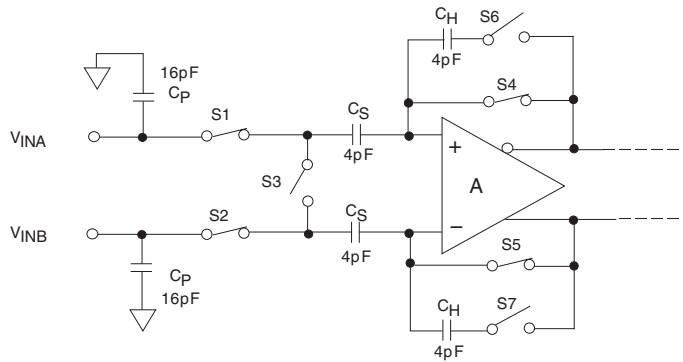 C_H
S6
4pF
16pF
C_P
S4
S1
C_S
V_INA
4pF
+
S3
A
C_S
S2
V_INB
−
4pF
S5
C_P
16pF
C_H
S7
4pF